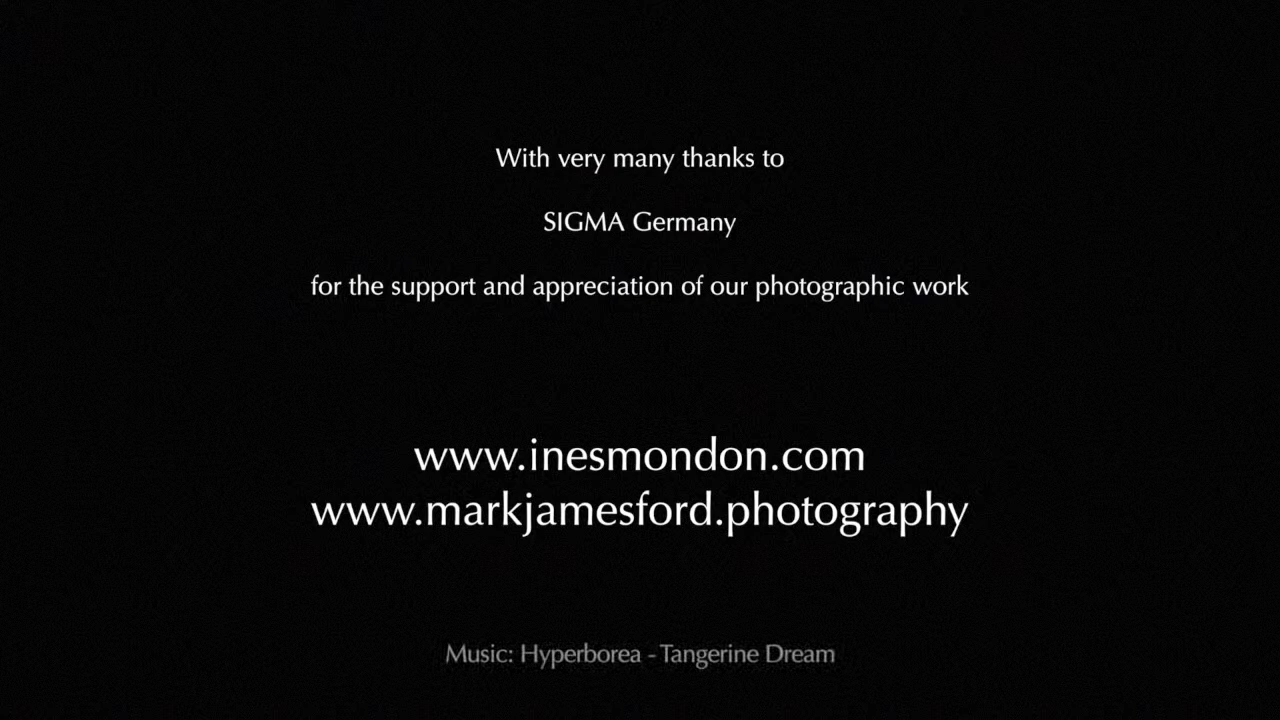 With very many thanks to
SIGMA Germany
for the support and appreciation of our photographic work
www.inesmondon.com
www.markjamesford.photography
Music: Hyperborea - Tangerine Dream